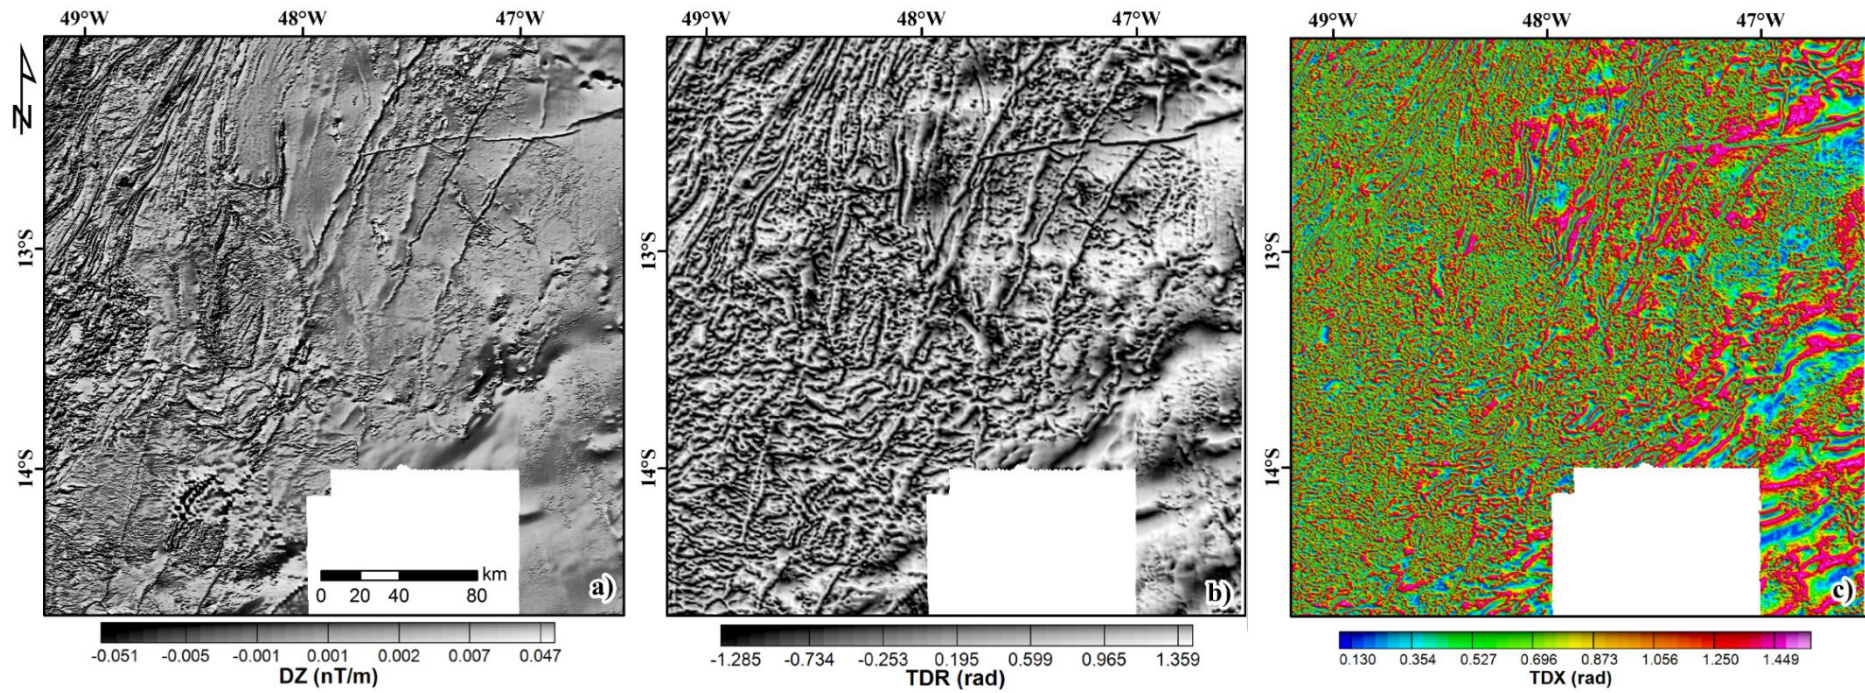 49°W 48°W 47°W
49°W 48°W 47°W
49°W 48°W 47°W
N
13°S
14°S
13°S
14°S
13°S
14°S
km
0 20 40 80
a)
b)
c)
-0.051 -0.005 -0.001 0.001 0.002 0.007 0.047
DZ (nT/m)
-1.285 -0.734 -0.253 0.195 0.599 0.965 1.359
TDR (rad)
0.130 0.354 0.527 0.696 0.873 1.056 1.250 1.449
TDX (rad)